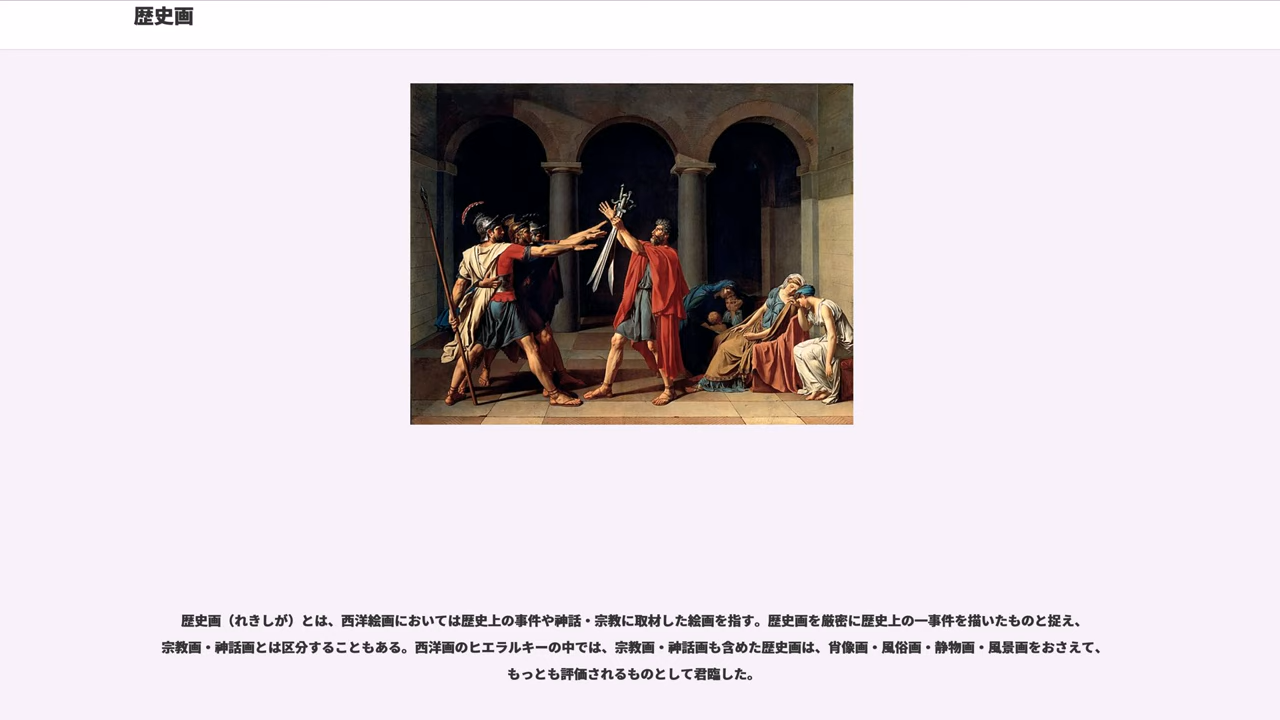 歴史画
歴史画（れきしが）とは、西洋絵画においては歴史上の事件や神話・宗教に取材した絵画を指す。歴史画を厳密に歴史上の一事件を描いたものと捉え、
宗教画・神話画とは区分することもある。西洋画のヒエラルキーの中では、宗教画・神話画も含めた歴史画は、肖像画・風俗画・静物画・風景画をおさえて、
もっとも評価されるものとして君臨した。